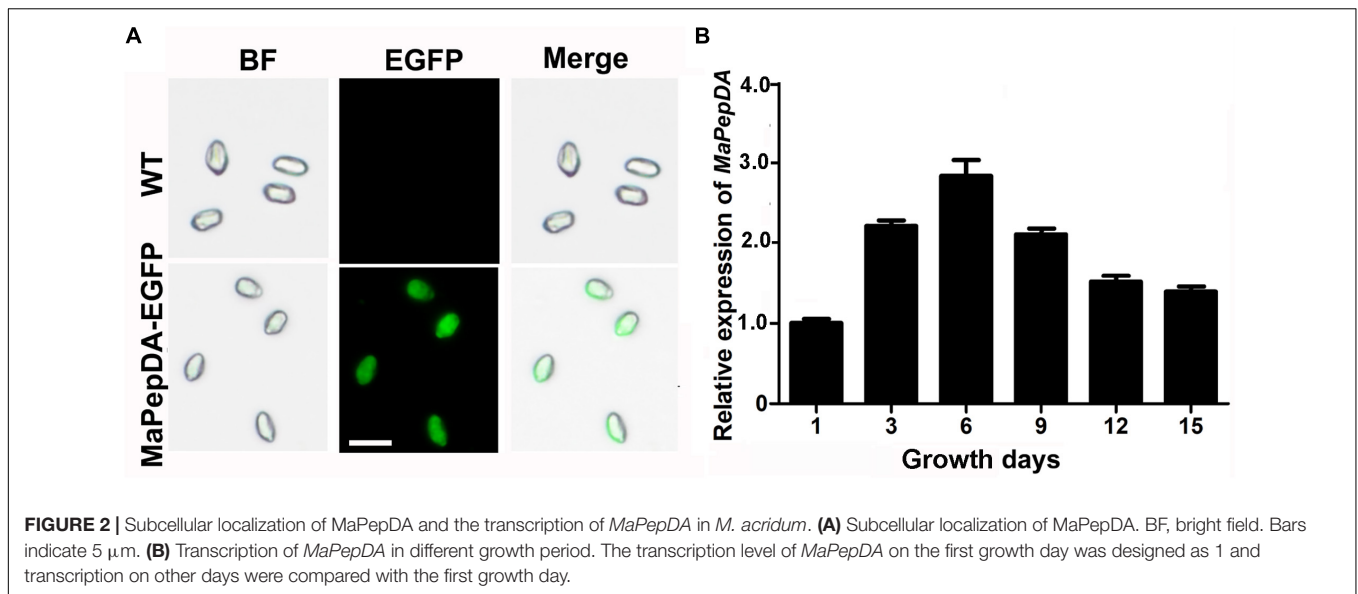 A
BF EGFP Merge
WT
MaPepDA-EGFP
B
Relative expression of MaPepDA
4.0
3.0
2.0
1.0
0
1 3 6 9 12 15
Growth days
FIGURE 2 | Subcellular localization of MaPepDA and the transcription of MaPepDA in M. acridum. (A) Subcellular localization of MaPepDA. BF, bright field. Bars
indicate 5 μm. (B) Transcription of MaPepDA in different growth period. The transcription level of MaPepDA on the first growth day was designed as 1 and
transcription on other days were compared with the first growth day.